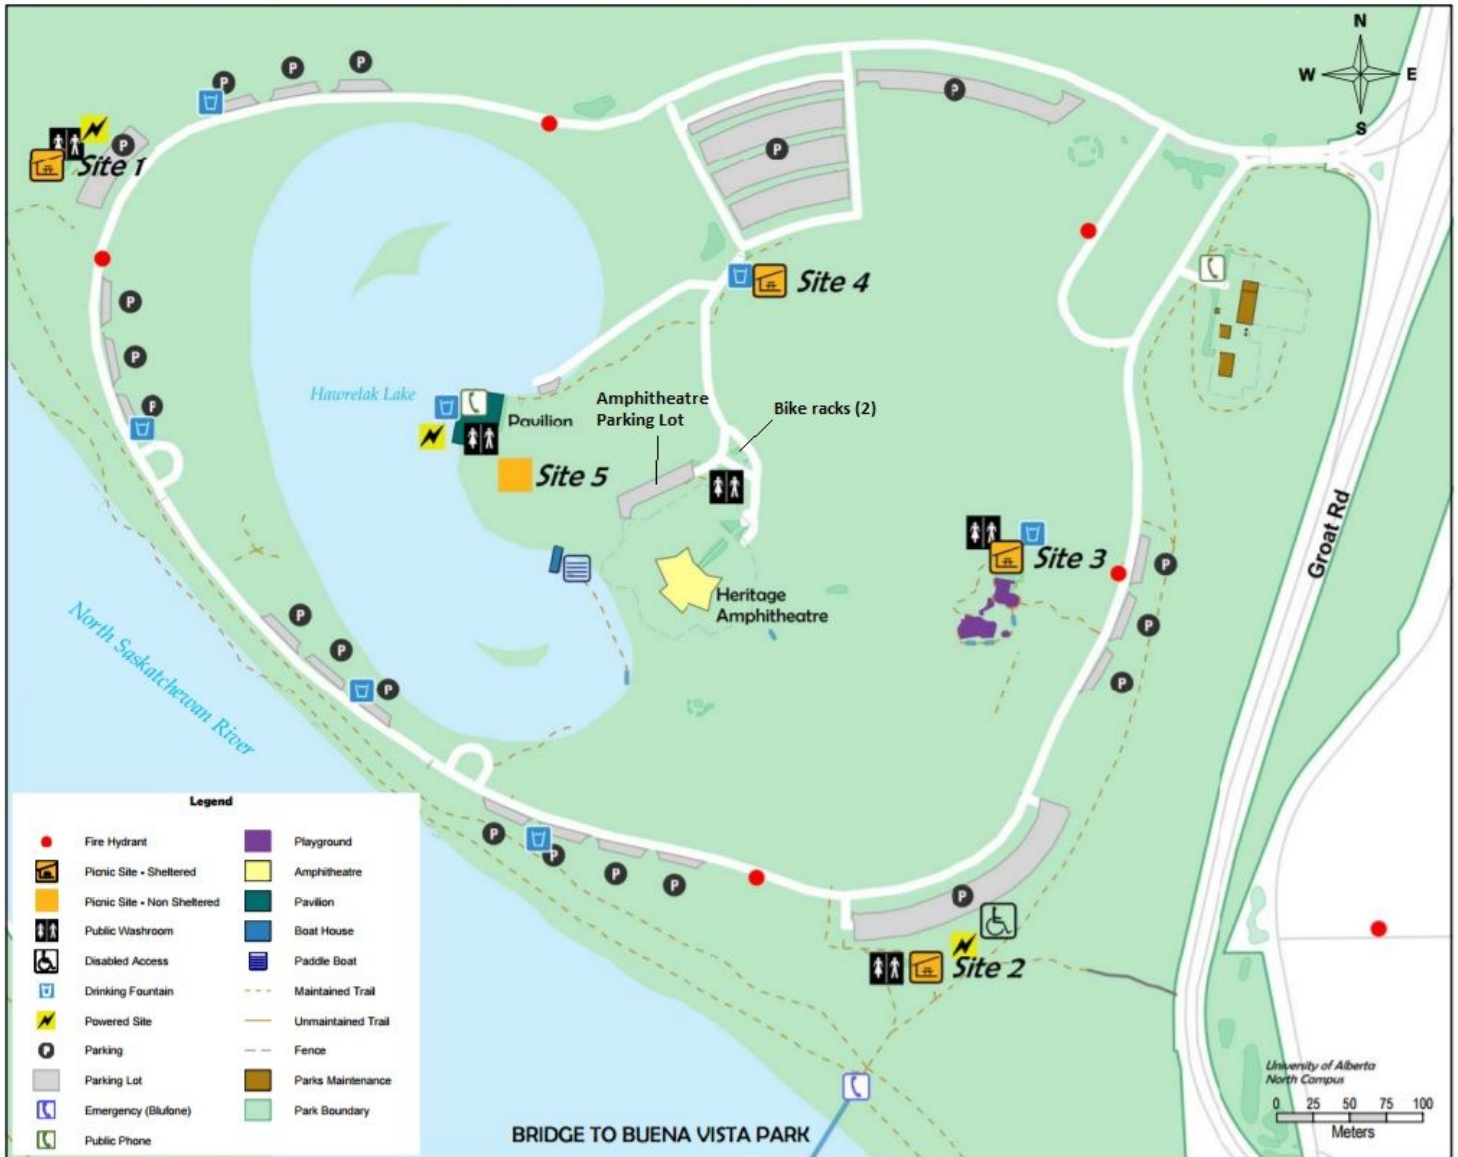 N
W E
S
P
P
P
P
P
P
Site 1
P
P
P
Site 4
Hawrelak Lake
Amphitheatre
Parking Lot
Bike racks (2)
Pavilion
Site 5
Site 3
Groat Rd
P
P
P
Heritage
Amphitheatre
North Saskatchewan River
P
P
P
P
P
P
P
P
Site 2
Legend
Fire Hydrant
Picnic Site - Sheltered
Picnic Site - Non Sheltered
Public Washroom
Disabled Access
Drinking Fountain
Powered Site
P Parking
Parking Lot
Emergency (Blufone)
Public Phone
Playground
Amphitheatre
Pavilion
Boat House
Paddle Boat
Maintained Trail
Unmaintained Trail
Fence
Parks Maintenance
Park Boundary
BRIDGE TO BUENA VISTA PARK
University of Alberta
North Campus
0 25 50 75 100
Meters